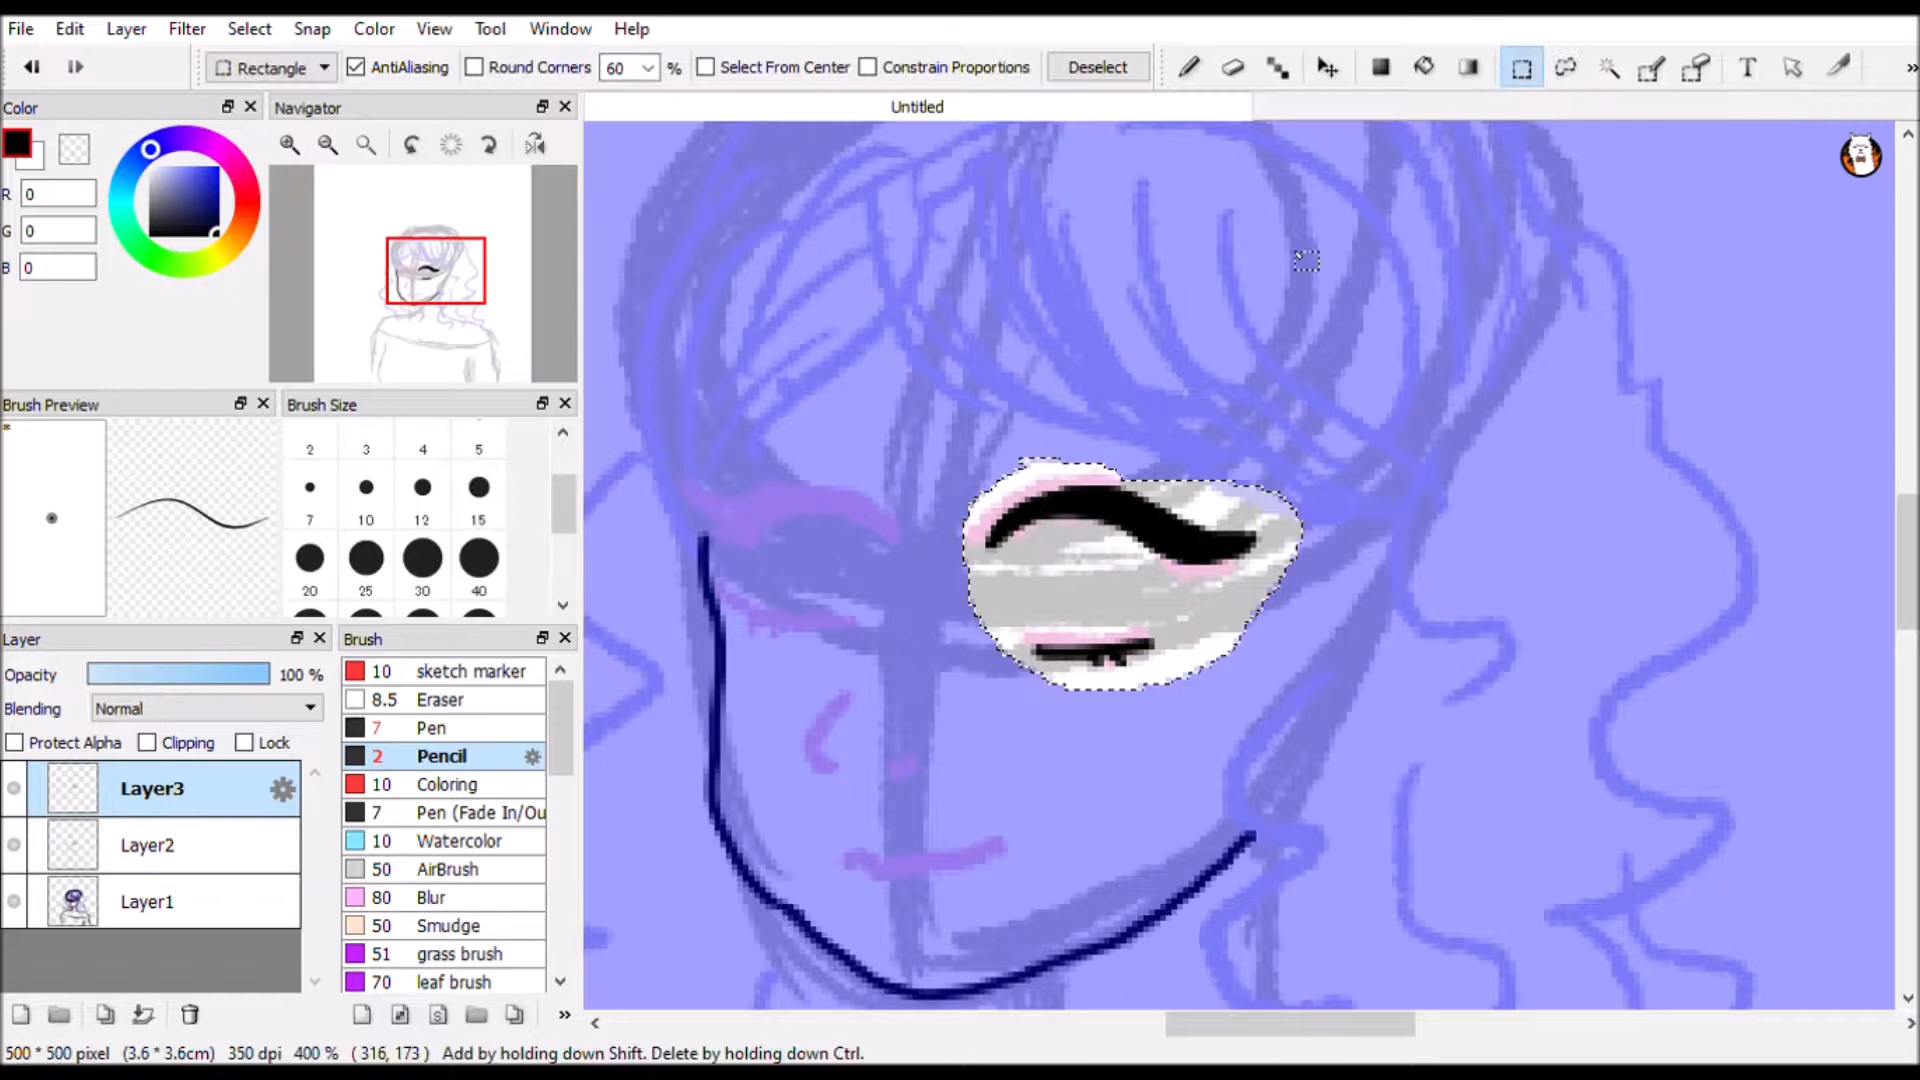 File Edit Layer Filter Select Snap Color View Tool Window Help
Rectangle AntiAliasing Round Corners 60 % Select From Center Constrain Proportions Deselect T
Color Navigator Untitled
R 0
G 0
B 0
Brush Preview Brush Size
2 3 4 5
7 10 12 15
20 25 30 40
Layer Brush
Opacity 100 %
Blending Normal
Protect Alpha Clipping Lock
Layer3
Layer2
Layer1
10 sketch marker
8.5 Eraser
7 Pen
2 Pencil
10 Coloring
7 Pen (Fade In/Ou
10 Watercolor
50 AirBrush
80 Blur
50 Smudge
51 grass brush
70 leaf brush
500 * 500 pixel (3.6 * 3.6cm) 350 dpi 400 % ( 316, 173 ) Add by holding down Shift. Delete by holding down Ctrl.